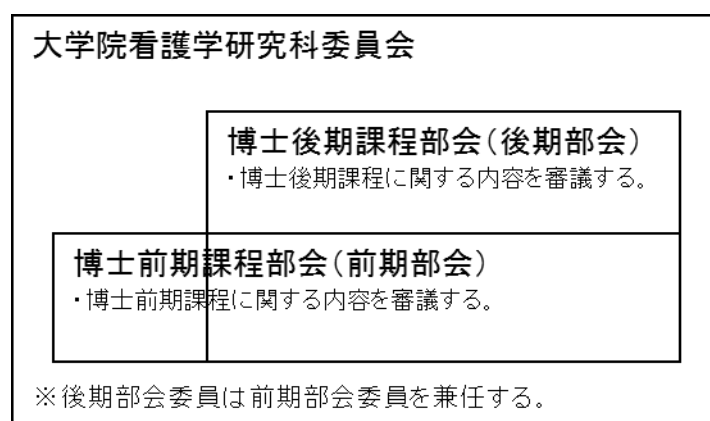 大学院看護学研究科委員会
博士後期課程部会(後期部会)
・博士後期課程に関する内容を審議する。
博士前期課程部会(前期部会)
・博士前期課程に関する内容を審議する。
※後期部会委員は前期部会委員を兼任する。